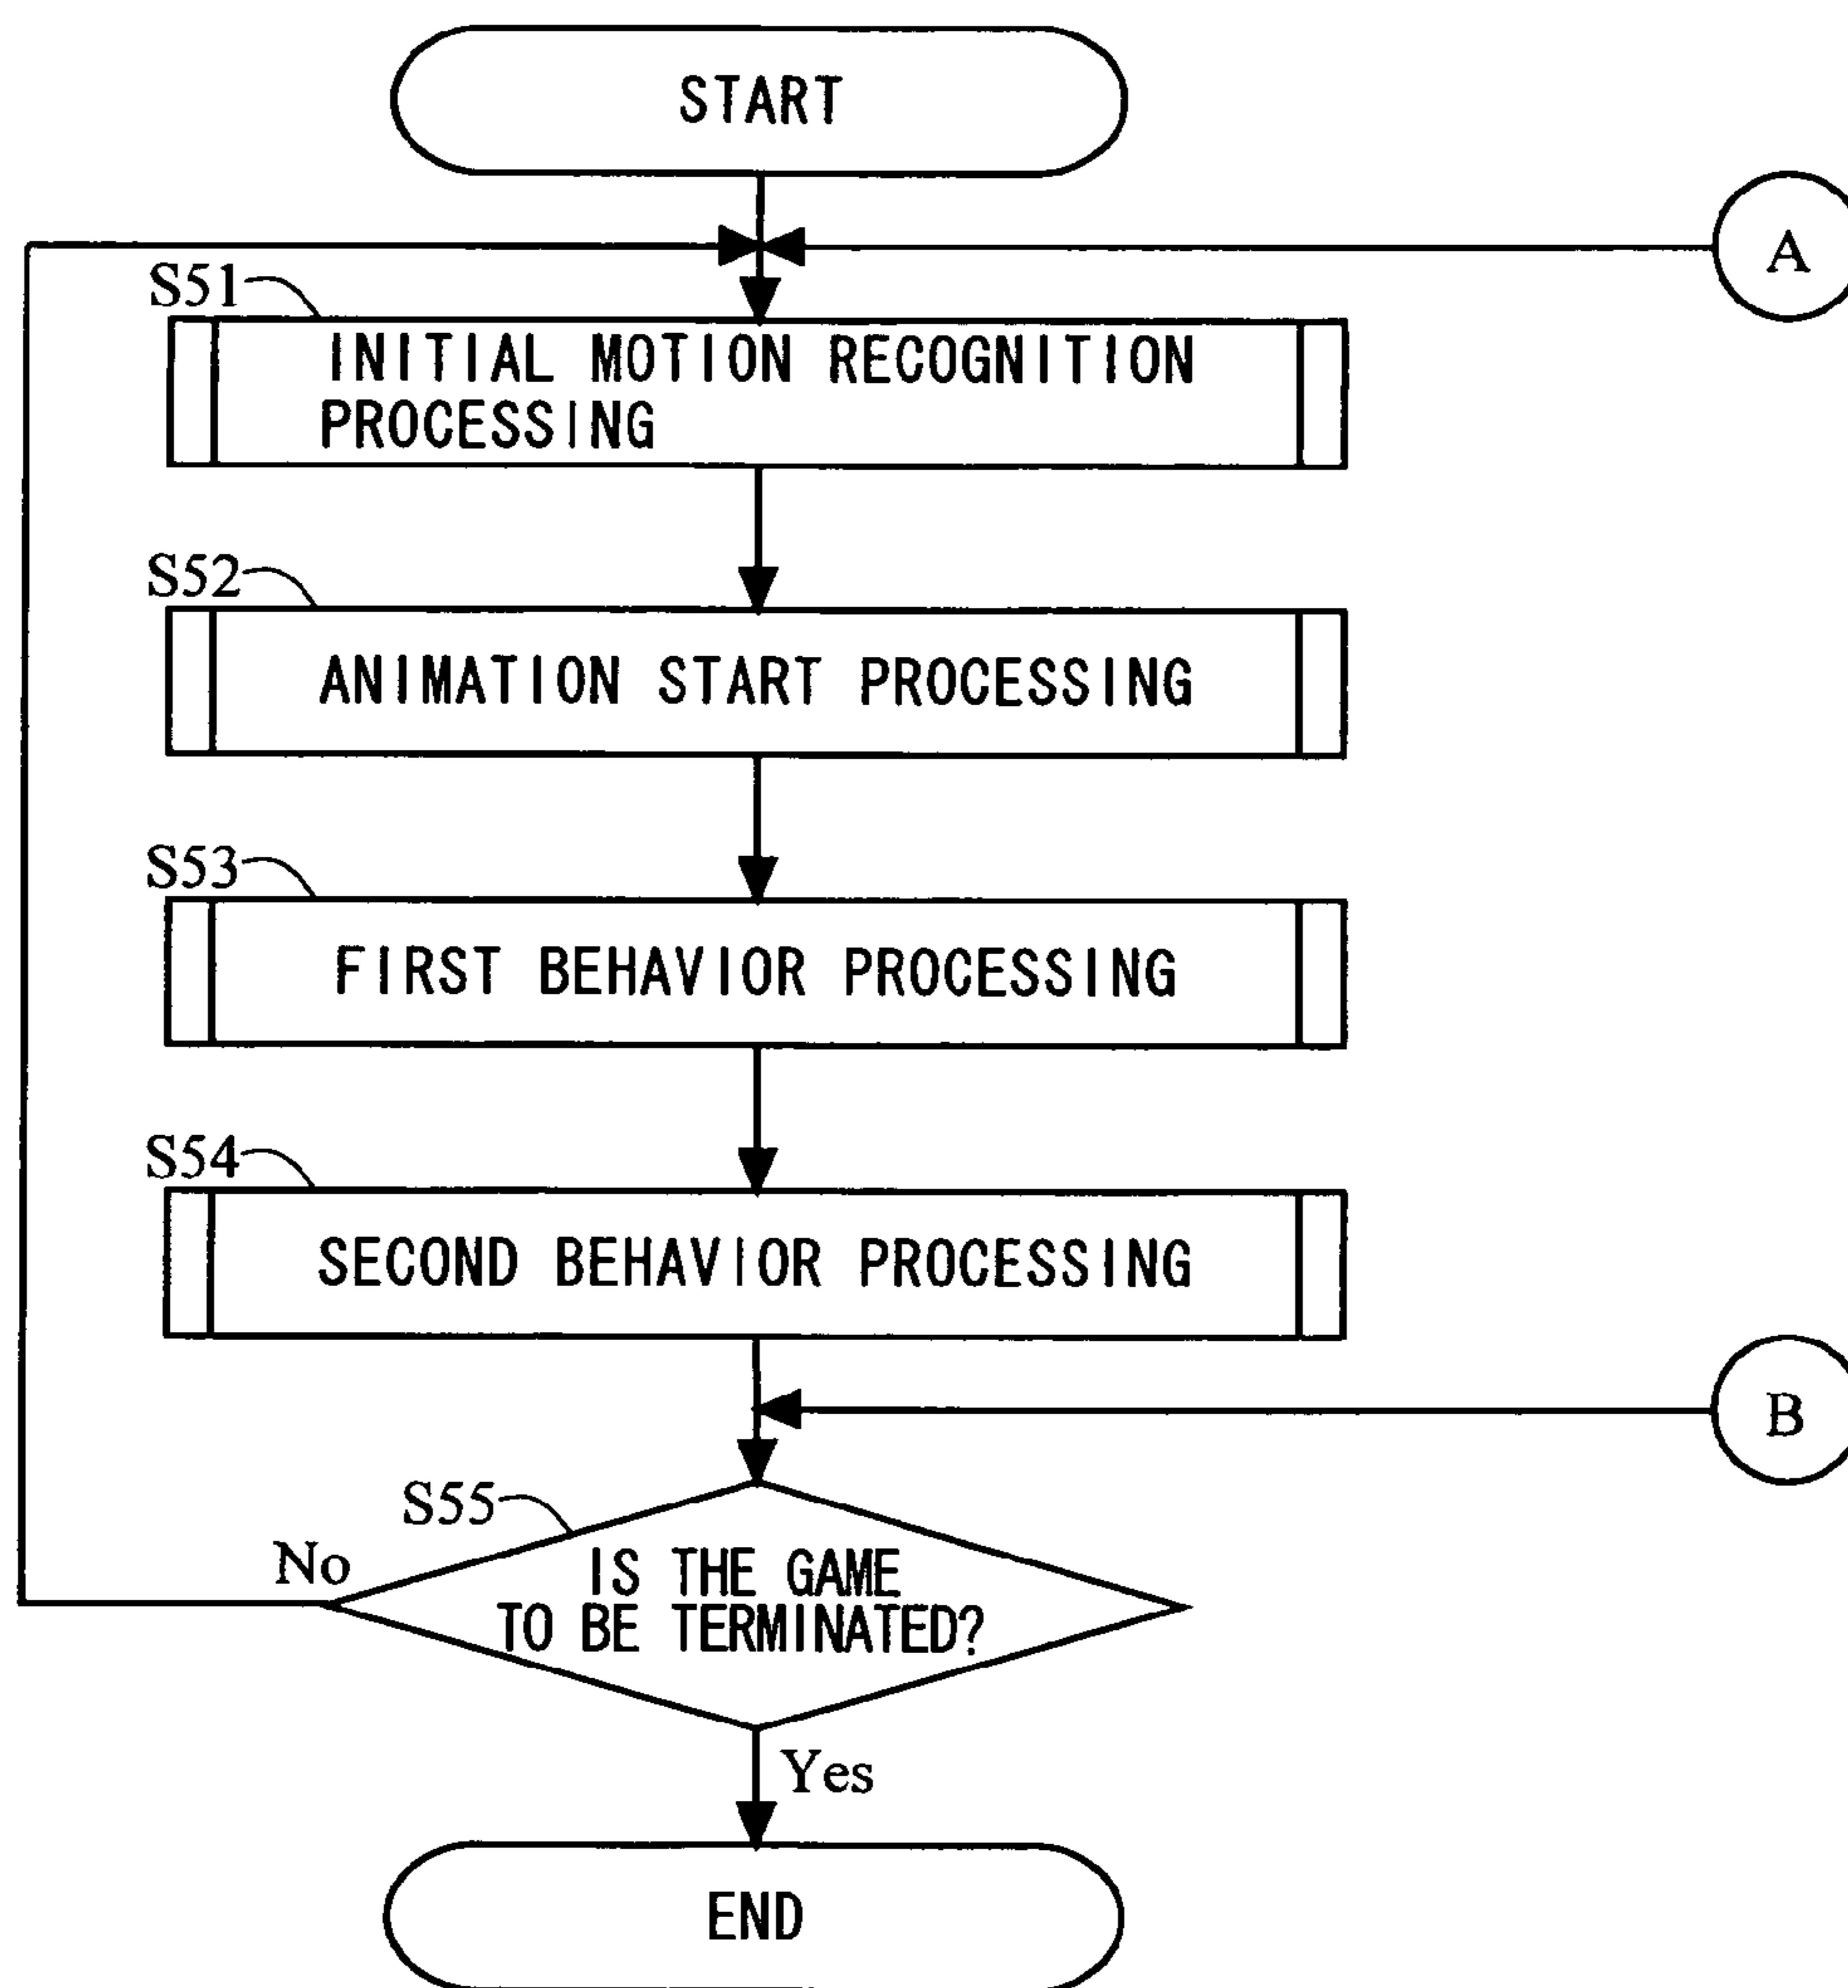 START
A
S51
INITIAL MOTION RECOGNITION
PROCESSING
S52
ANIMATION START PROCESSING
S53
FIRST BEHAVIOR PROCESSING
S54
SECOND BEHAVIOR PROCESSING
B
S55
No
IS THE GAME
TO BE TERMINATED?
Yes
END